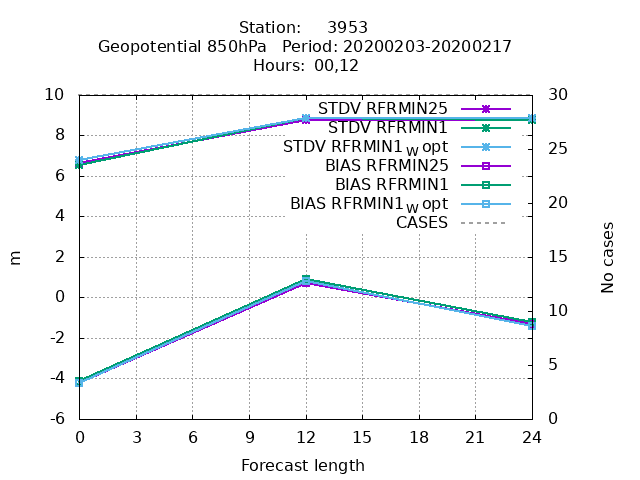 Station: 3953
Geopotential 850hPa Period: 20200203-20200217
Hours: 00,12
10
8
6
4
2
0
-2
-4
-6
m
30
25
20
15
10
5
0
No cases
STDV RFRMIN25
STDV RFRMIN1
STDV RFRMIN1w opt
BIAS RFRMIN25
BIAS RFRMIN1
BIAS RFRMIN1w opt
CASES
0 3 6 9 12 15 18 21 24
Forecast length